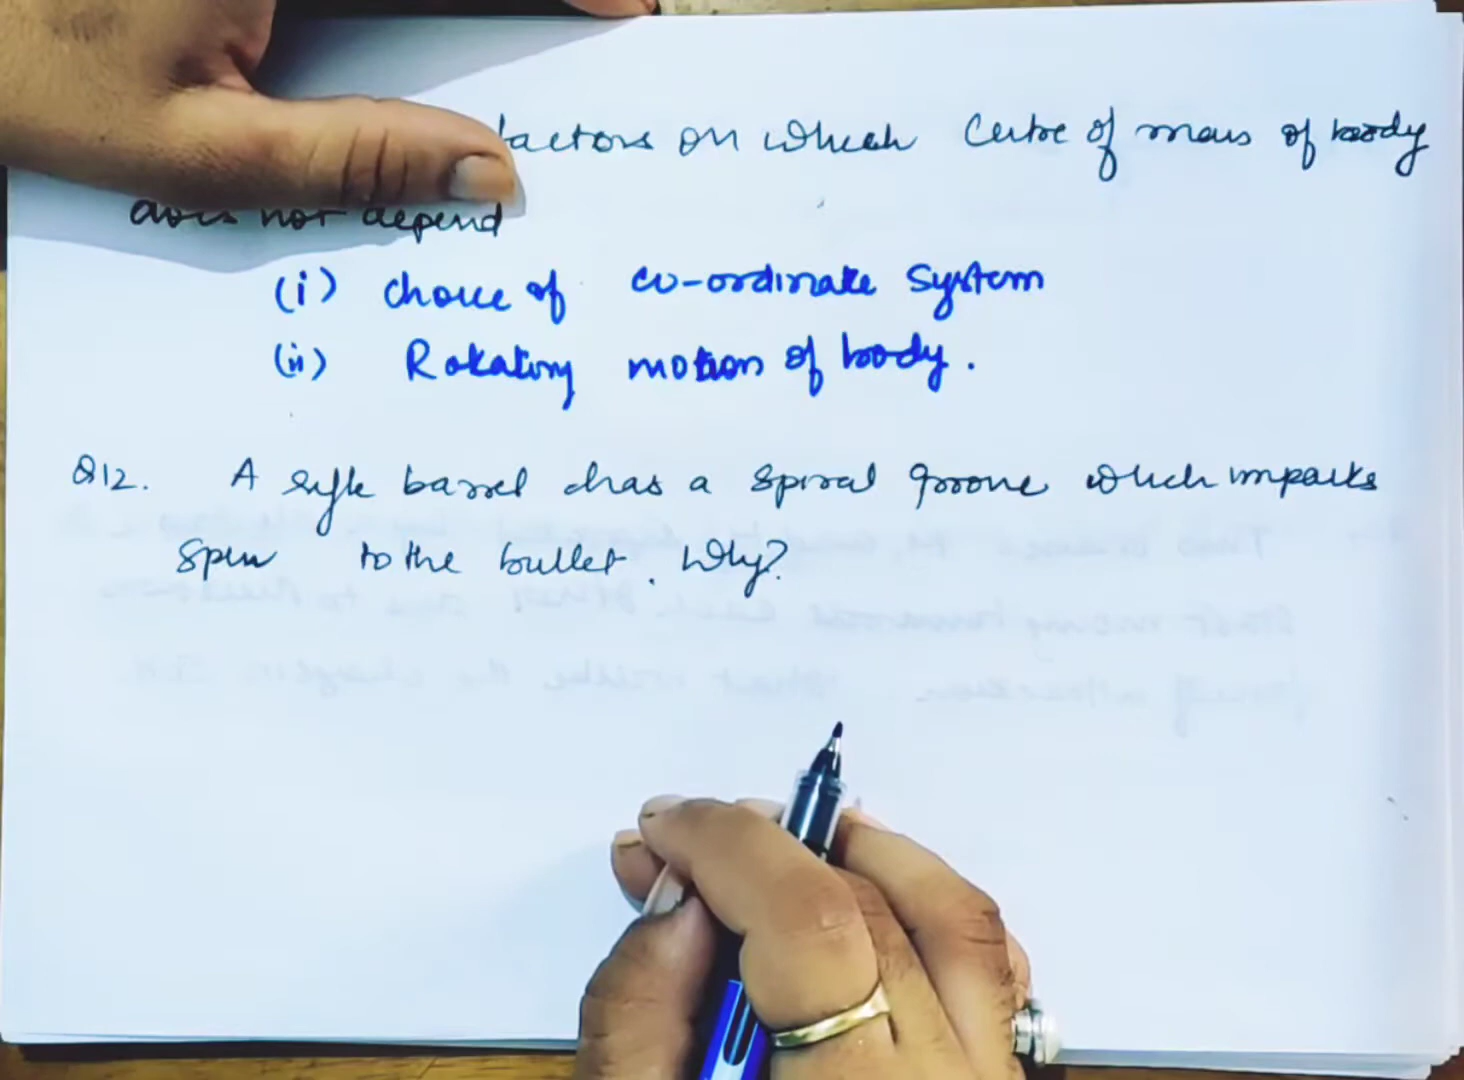 factors on which Centre of mass of body
does not depend
(i) choice of co-ordinate system
(ii) Rotatory motion of body.
Q12. A rifle barrel has a spiral groove which imparts
spin to the bullet. Why?